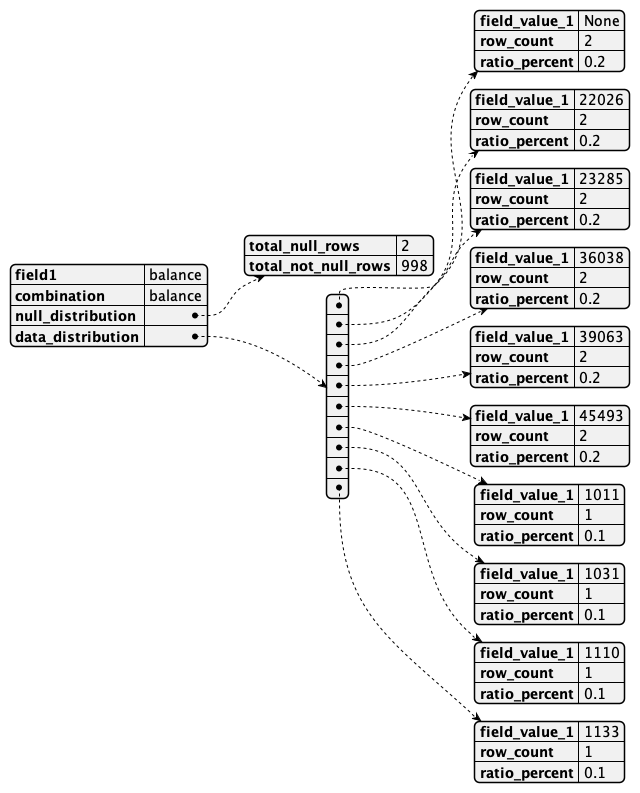 field_value_1 None
row_count 2
ratio_percent 0.2
field_value_1 22026
row_count 2
ratio_percent 0.2
field_value_1 23285
row_count 2
ratio_percent 0.2
total_null_rows 2
total_not_null_rows 998
field1 balance
combination balance
null_distribution
data_distribution
field_value_1 36038
row_count 2
ratio_percent 0.2
field_value_1 39063
row_count 2
ratio_percent 0.2
field_value_1 45493
row_count 2
ratio_percent 0.2
field_value_1 1011
row_count 1
ratio_percent 0.1
field_value_1 1031
row_count 1
ratio_percent 0.1
field_value_1 1110
row_count 1
ratio_percent 0.1
field_value_1 1133
row_count 1
ratio_percent 0.1